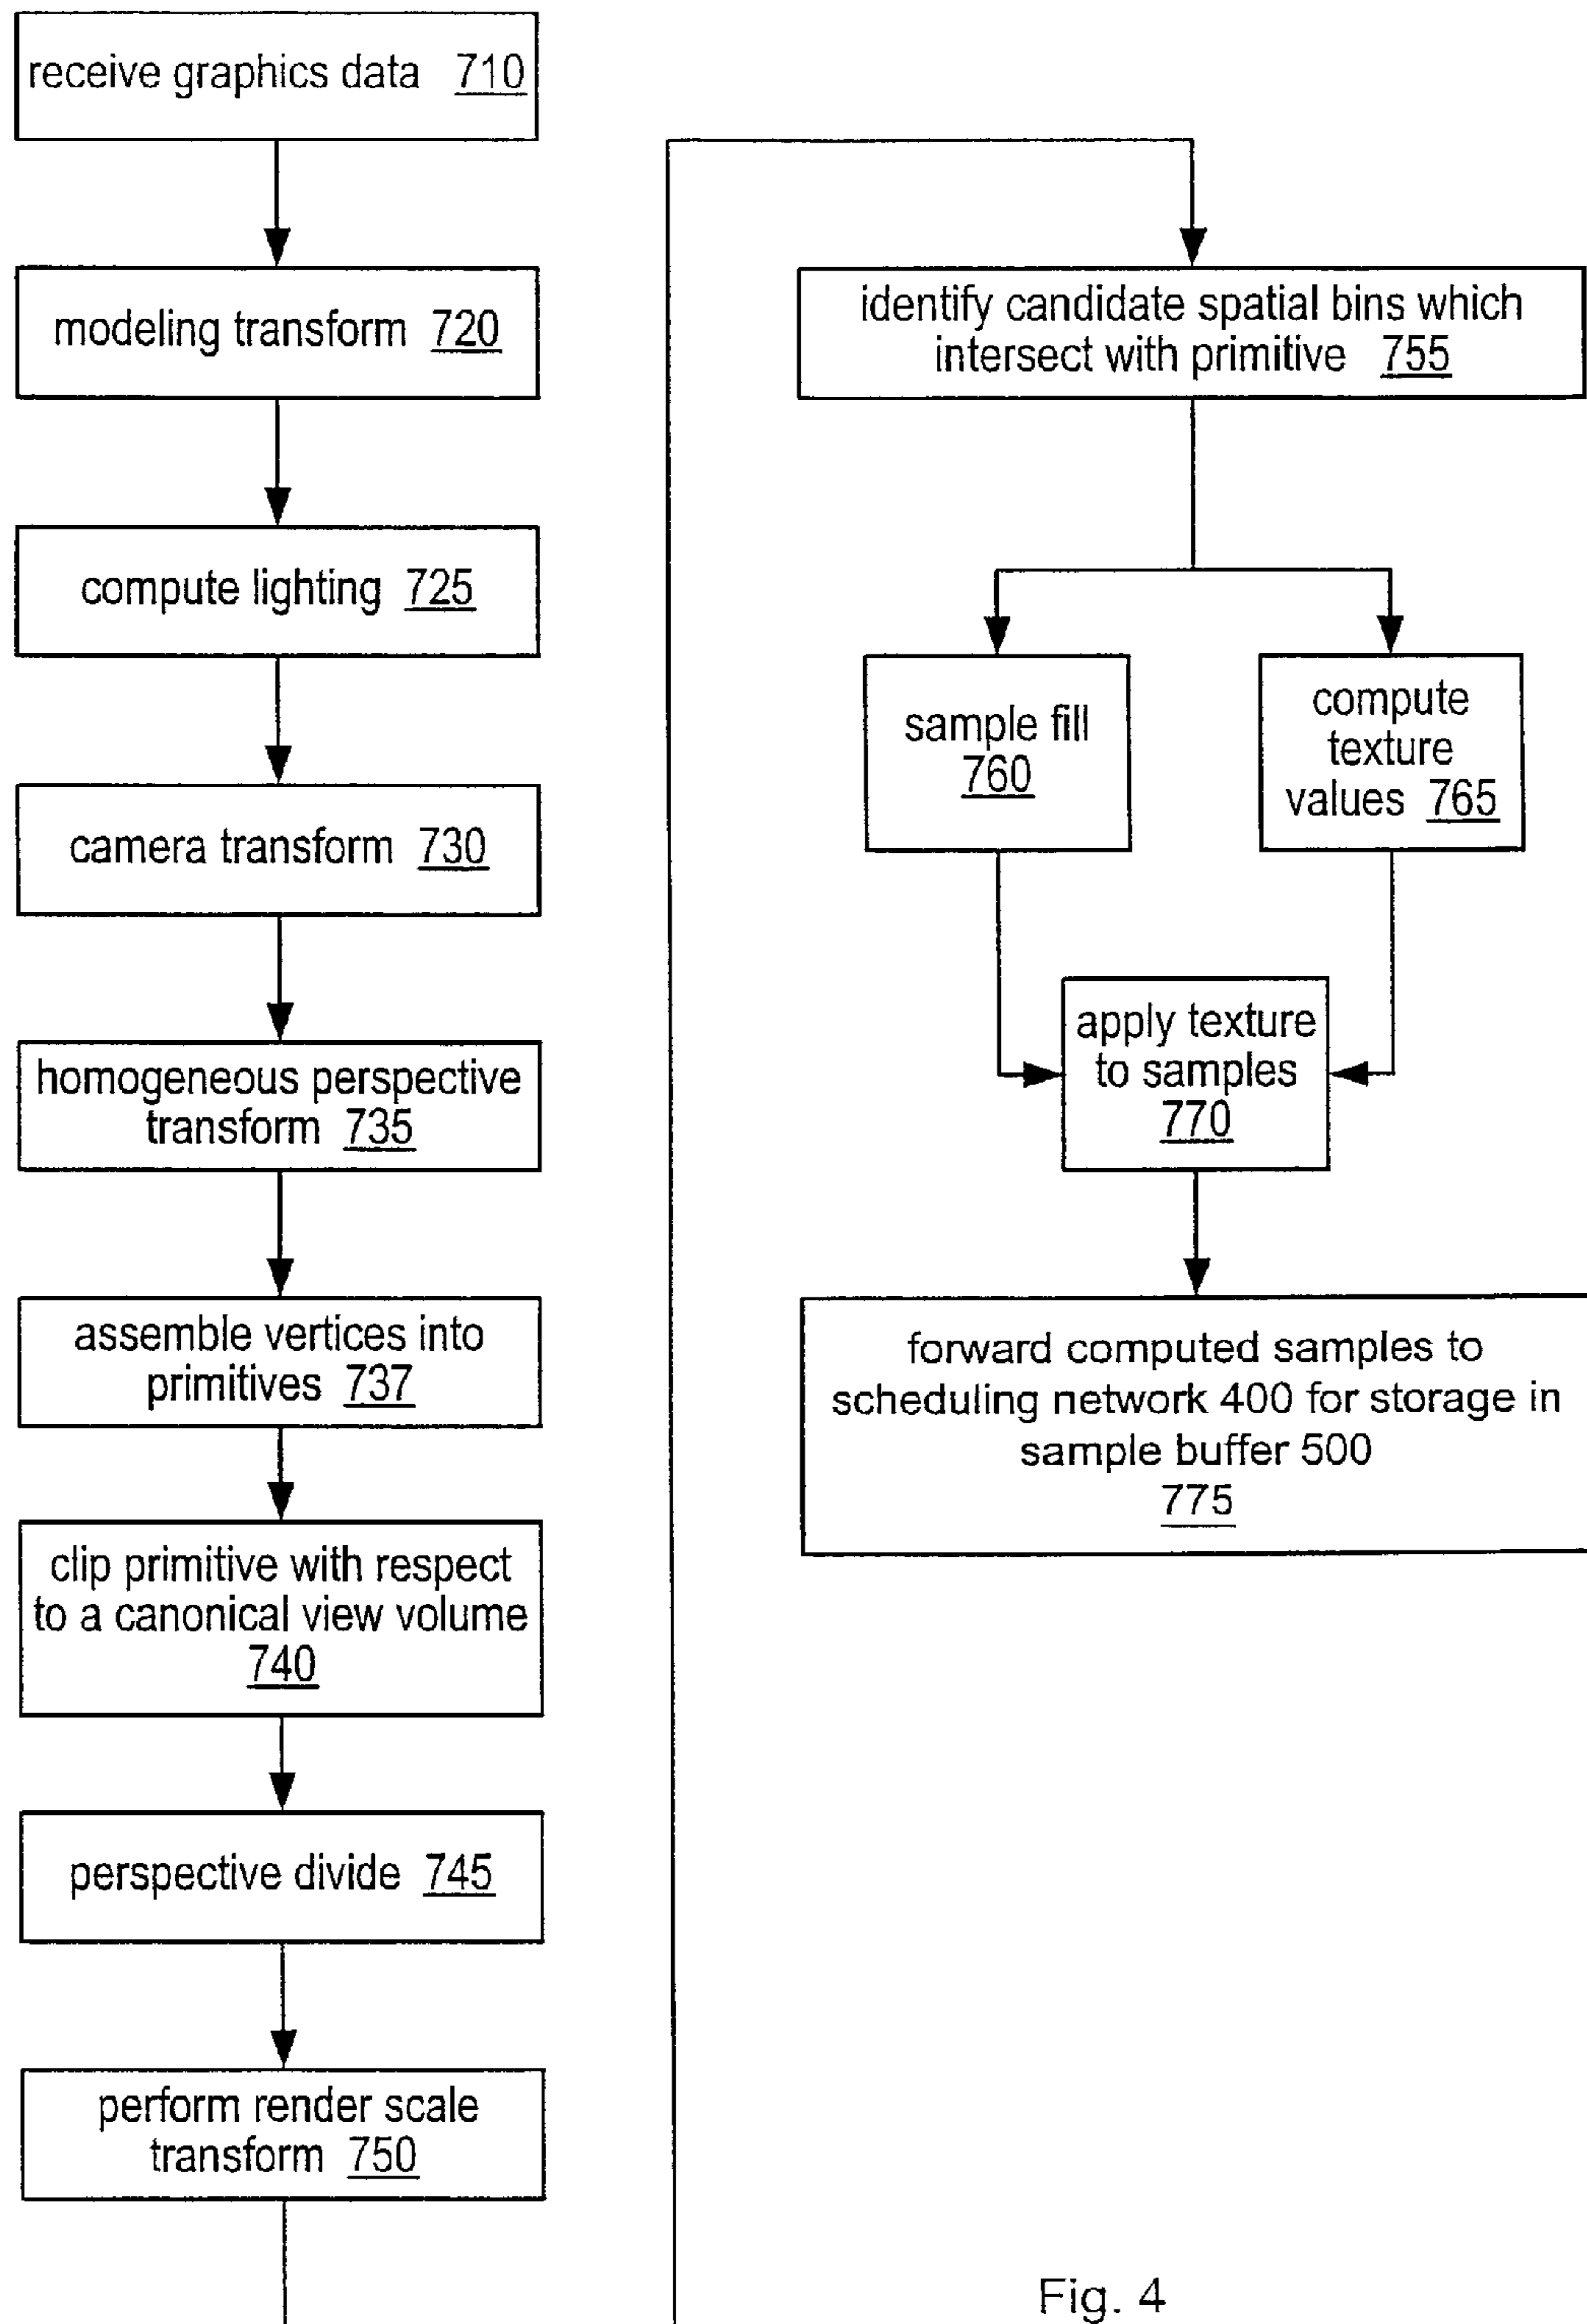 receive graphics data 710
modeling transform 720
compute lighting 725
camera transform 730
homogeneous perspective
transform 735
assemble vertices into
primitives 737
clip primitive with respect
to a canonical view volume
740
perspective divide 745
perform render scale
transform 750
identify candidate spatial bins which
intersect with primitive 755
sample fill
760
compute
texture
values 765
apply texture
to samples
770
forward computed samples to
scheduling network 400 for storage in
sample buffer 500
775
Fig. 4